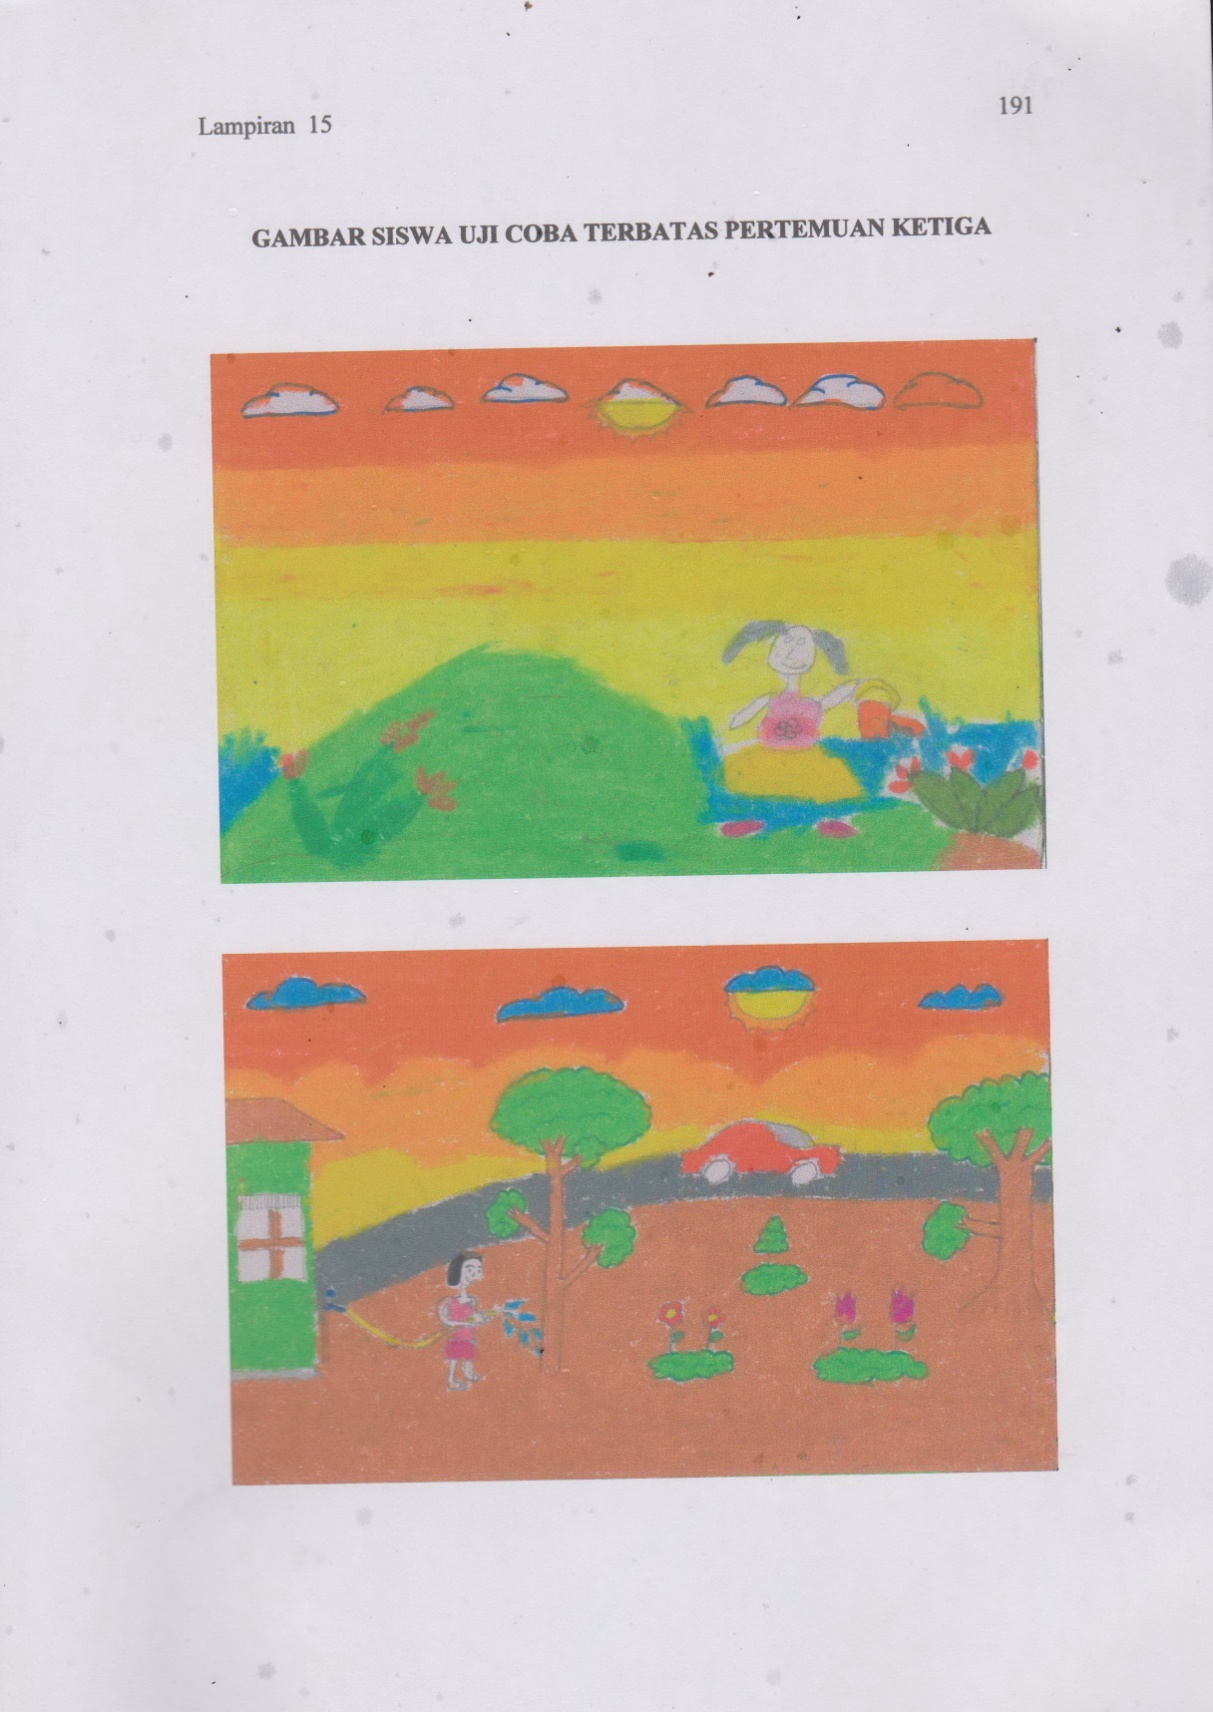 191
Lampiran 15
GAMBAR SISWA UJI COBA TERBATAS PERTEMUAN KETIGA